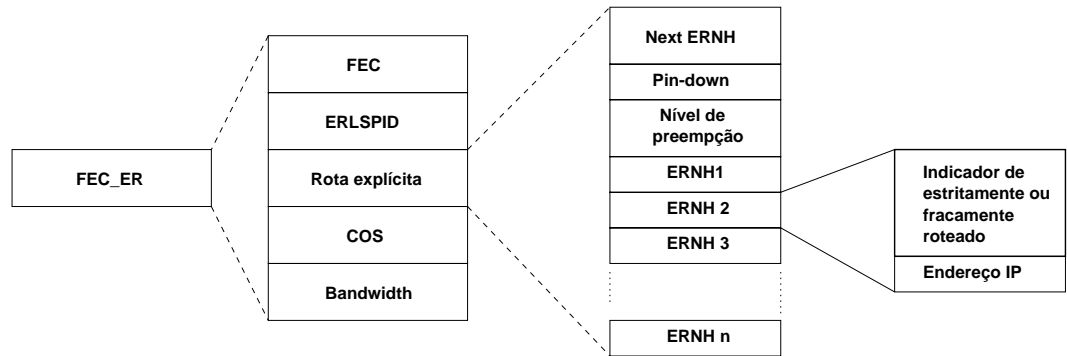 FEC_ER
FEC
ERLSPID
Rota explícita
COS
Bandwidth
Next ERNH
Pin-down
Nível de
preempção
ERNH1
ERNH 2
ERNH 3
ERNH n
Indicador de
estritamente ou
fracamente
roteado
Endereço IP